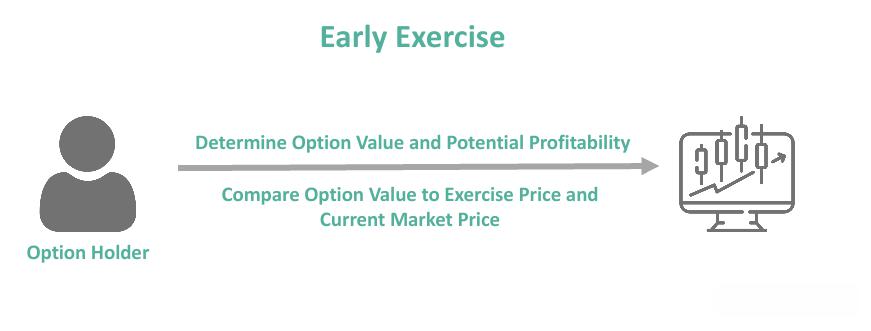 Early Exercise
Determine Option Value and Potential Profitability
Compare Option Value to Exercise Price and
Current Market Price
Option Holder